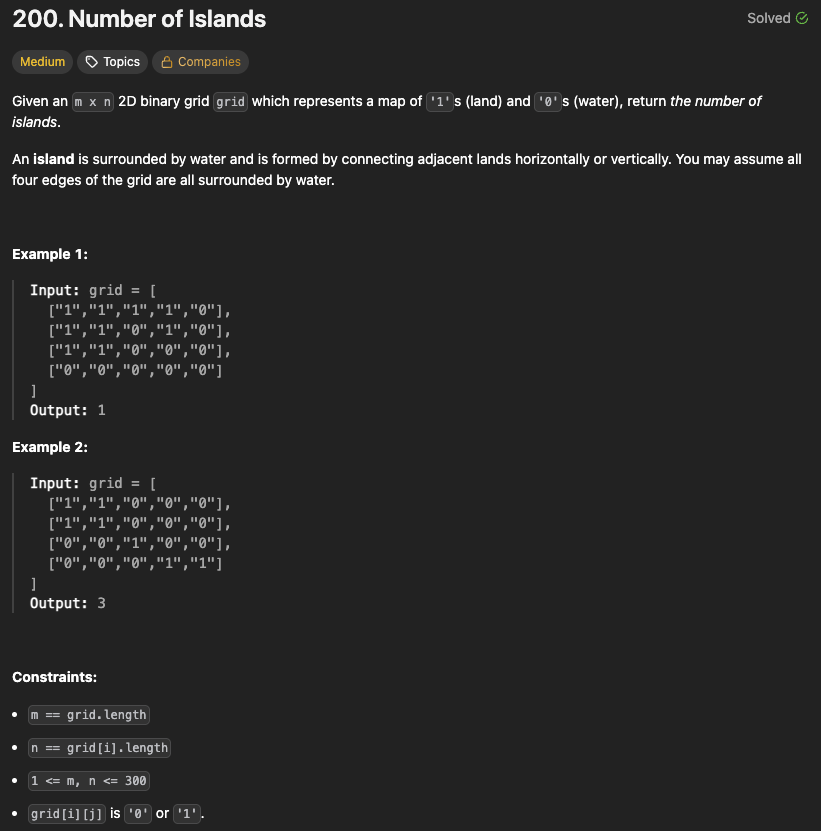 200. Number of Islands
Solved
Medium Topics Companies
Given an m x n 2D binary grid grid which represents a map of '1's (land) and '0's (water), return the number of
islands.
An island is surrounded by water and is formed by connecting adjacent lands horizontally or vertically. You may assume all
four edges of the grid are all surrounded by water.
Example 1:
Input: grid = [
["1","1","1","1","0"],
["1","1","0","1","0"],
["1","1","0","0","0"],
["0","0","0","0","0"]
]
Output: 1
Example 2:
Input: grid = [
["1","1","0","0","0"],
["1","1","0","0","0"],
["0","0","1","0","0"],
["0","0","0","1","1"]
]
Output: 3
Constraints:
• m == grid.length
• n == grid[i].length
• 1 <= m, n <= 300
• grid[i][j] is '0' or '1'.